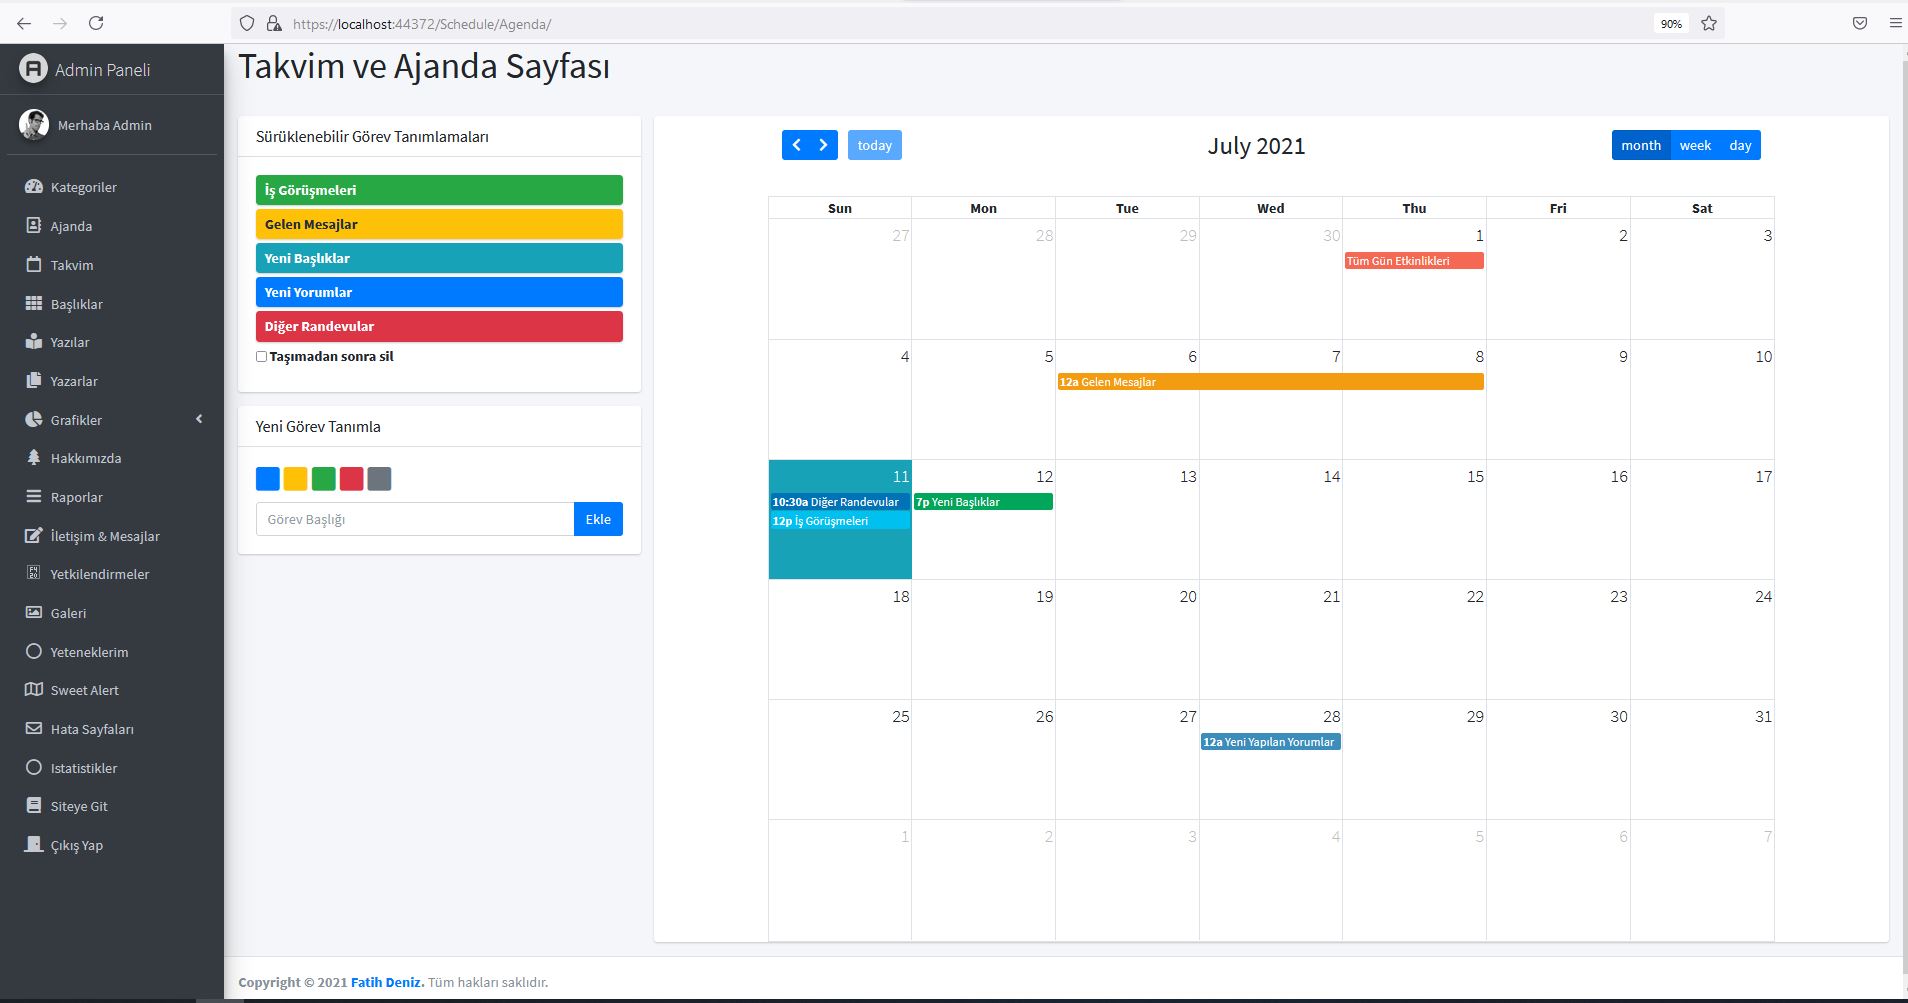 https://localhost:44372/Schedule/Agenda/
90%
Admin Paneli
Merhaba Admin
Kategoriler
Ajanda
Takvim
Başlıklar
Yazılar
Yazarlar
Grafikler
Hakkımızda
Raporlar
İletişim & Mesajlar
Yetkilendirmeler
Galeri
Yeteneklerim
Sweet Alert
Hata Sayfaları
Istatistikler
Siteye Git
Çıkış Yap
Takvim ve Ajanda Sayfası
Sürüklenebilir Görev Tanımlamaları
İş Görüşmeleri
Gelen Mesajlar
Yeni Başlıklar
Yeni Yorumlar
Diğer Randevular
Taşımadan sonra sil
Yeni Görev Tanımla
Görev Başlığı Ekle
today July 2021 month week day
Sun Mon Tue Wed Thu Fri Sat
27 28 29 30 1 2 3
Tüm Gün Etkinlikleri
4 5 6 7 8 9 10
12a Gelen Mesajlar
11 12 13 14 15 16 17
10:30a Diğer Randevular 7p Yeni Başlıklar
12p İş Görüşmeleri
18 19 20 21 22 23 24
25 26 27 28 29 30 31
12a Yeni Yapılan Yorumlar
1 2 3 4 5 6 7
Copyright © 2021 Fatih Deniz. Tüm hakları saklıdır.